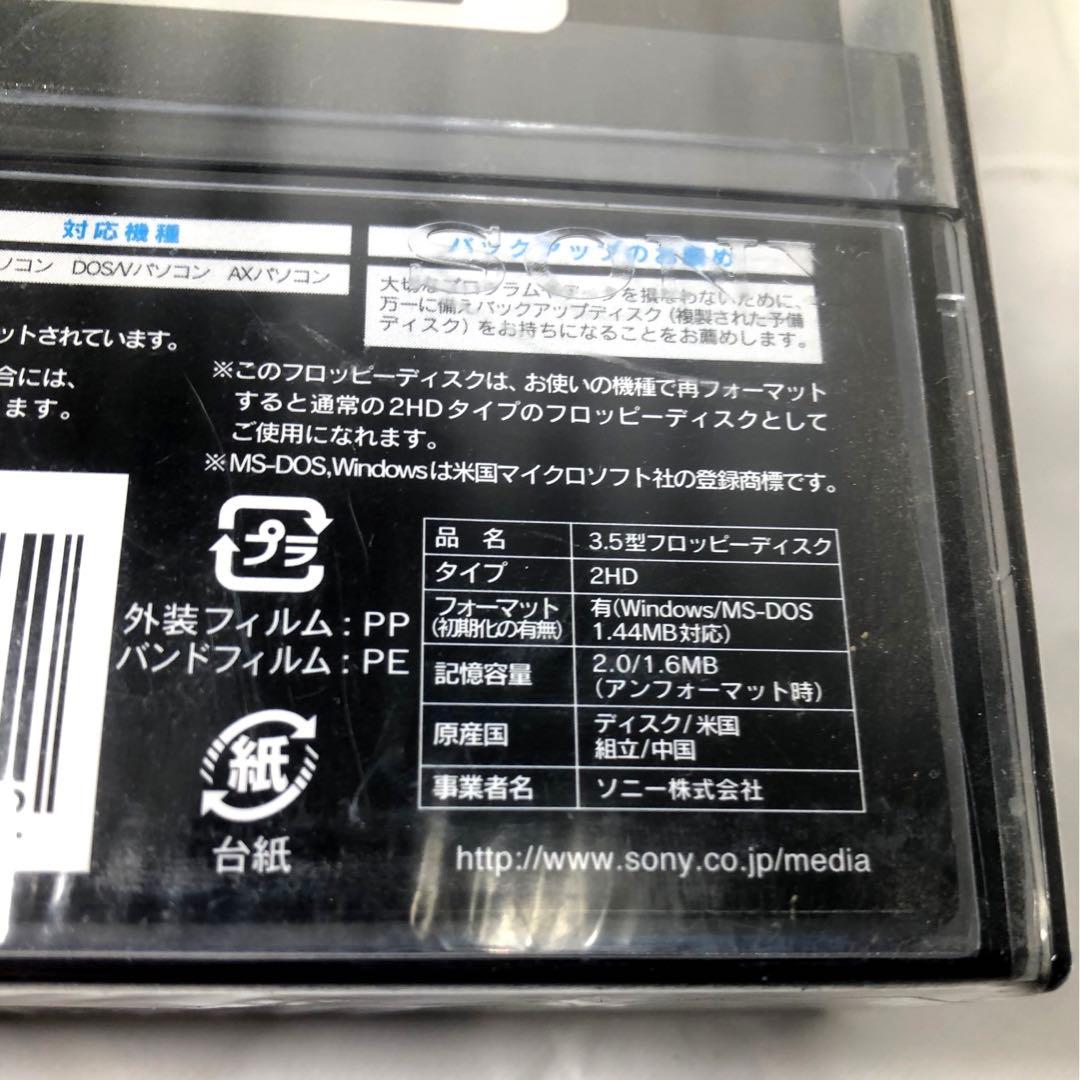 対応機種
ソコン DOS/Vパソコン AXパソコン
SONY
バックアップのお薦め
大切なプログラムやデータを損なわないために、
万一に備えバックアップディスク(複製された予備
ディスク)をお持ちになることをお薦めします。
ットされています。
合には、
ます。
※このフロッピーディスクは、お使いの機種で再フォーマット
すると通常の2HDタイプのフロッピーディスクとして
ご使用になれます。
※MS-DOS,Windowsは米国マイクロソフト社の登録商標です。
プラ
外装フィルム:PP
バンドフィルム:PE
紙
台紙
品 名 3.5型フロッピーディスク
タイプ 2HD
フォーマット(初期化の有無) 有(Windows/MS-DOS
1.44MB対応)
記憶容量 2.0/1.6MB
(アンフォーマット時)
原産国 ディスク/米国
組立/中国
事業者名 ソニー株式会社
http://www.sony.co.jp/media